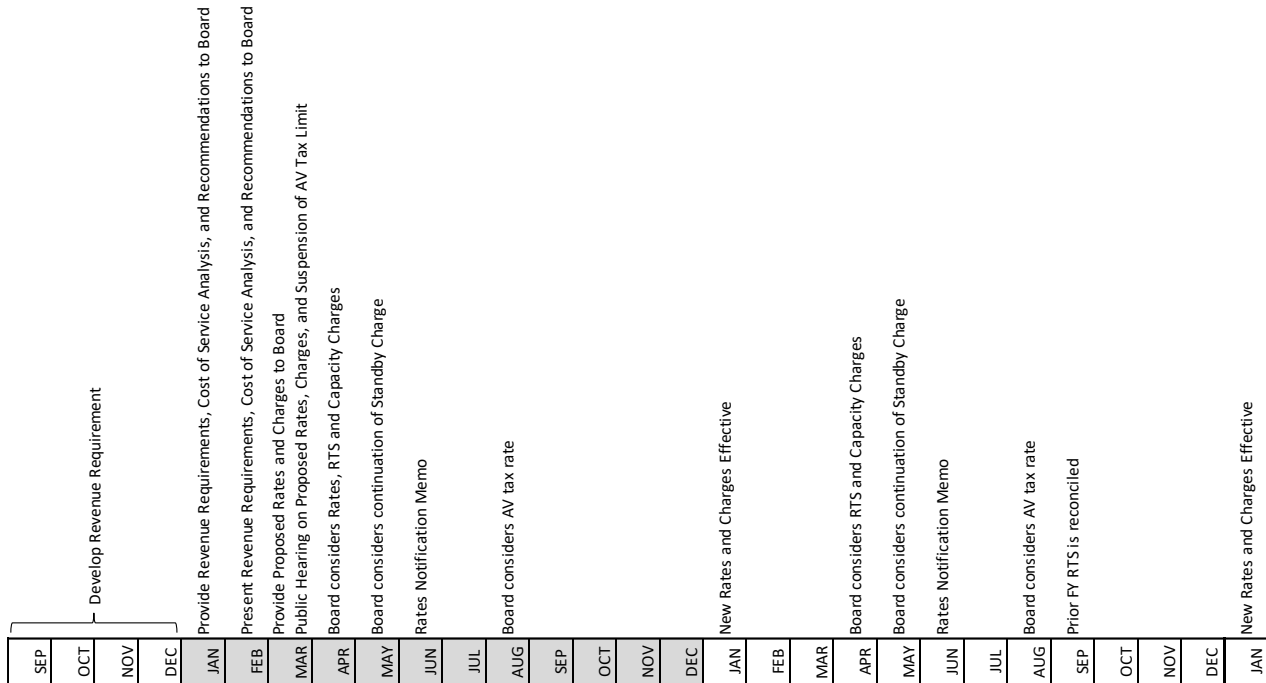 Develop Revenue Requirement
Provide Revenue Requirements, Cost of Service Analysis, and Recommendations to Board
Present Revenue Requirements, Cost of Service Analysis, and Recommendations to Board
Provide Proposed Rates and Charges to Board
Public Hearing on Proposed Rates, Charges, and Suspension of AV Tax Limit
Board considers Rates, RTS and Capacity Charges
Board considers continuation of Standby Charge
Rates Notification Memo
Board considers AV tax rate
New Rates and Charges Effective
Board considers RTS and Capacity Charges
Board considers continuation of Standby Charge
Rates Notification Memo
Board considers AV tax rate
Prior FY RTS is reconciled
New Rates and Charges Effective
SEP
OCT
NOV
DEC
JAN
FEB
MAR
APR
MAY
JUN
JUL
AUG
SEP
OCT
NOV
DEC
JAN
FEB
MAR
APR
MAY
JUN
JUL
AUG
SEP
OCT
NOV
DEC
JAN